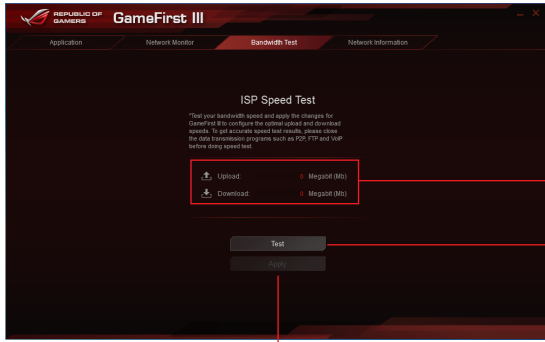 REPUBLIC OF
GAMERS
GameFirst III
Application
Network Monitor
Bandwidth Test
Network Information
ISP Speed Test
"Test your bandwidth speed and apply the changes for
GameFirst III to configure the optimal upload and download
speeds. To get accurate speed test results, please close
the data transmission programs such as P2P, FTP and VoIP
before doing speed test.
Upload: 0 Megabit (Mb)
Download: 0 Megabit (Mb)
Test
Apply